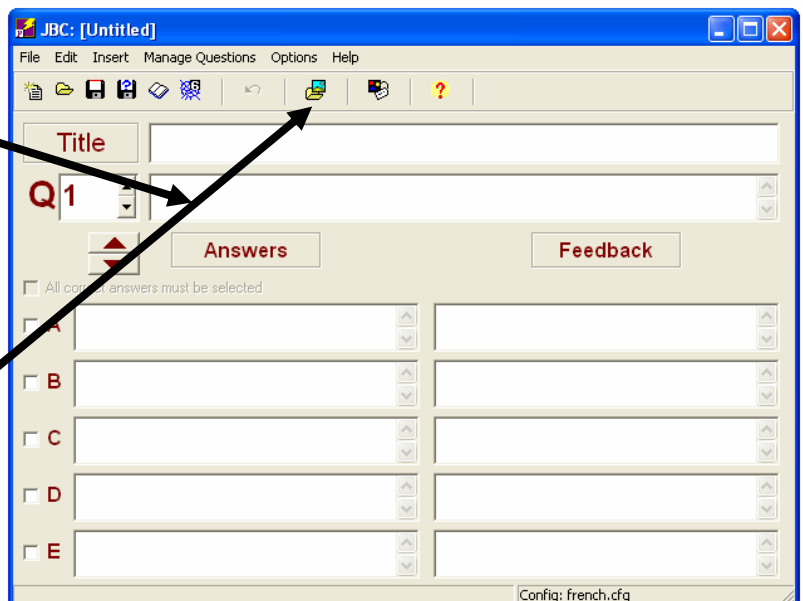 JBC: [Untitled]
File Edit Insert Manage Questions Options Help
?
Title
Q 1
Answers Feedback
All correct answers must be selected
A
B
C
D
E
Config: french.cfg